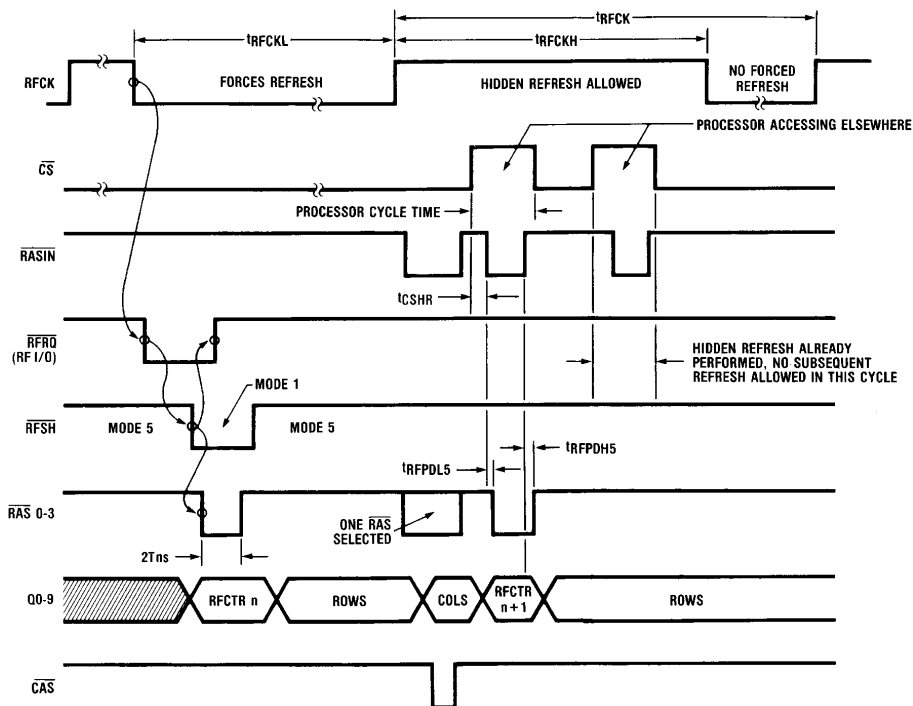 tRFCK
tRFCKL
tRFCKH
RFCK
FORCES REFRESH
HIDDEN REFRESH ALLOWED
NO FORCED
REFRESH
PROCESSOR ACCESSING ELSEWHERE
CS
PROCESSOR CYCLE TIME
RASIN
tCSHR
RFRQ
(RF I/O)
HIDDEN REFRESH ALREADY
PERFORMED, NO SUBSEQUENT
REFRESH ALLOWED IN THIS CYCLE
MODE 1
RFSH
MODE 5
MODE 5
tRFPDH5
tRFPDL5
RAS 0-3
ONE RAS
SELECTED
2Tns
Q0-9
RFCTR n
ROWS
COLS
RFCTR
n+1
ROWS
CAS